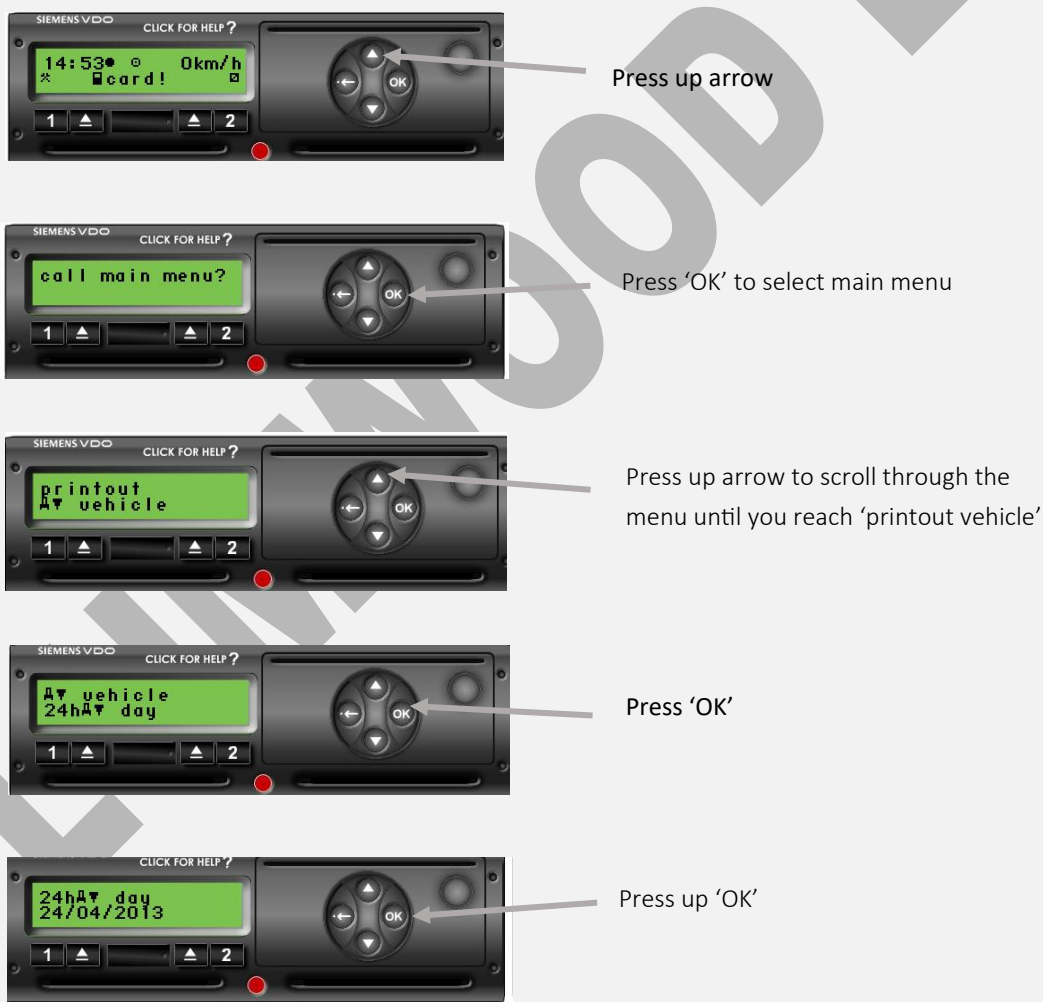 SIEMENS VDO
CLICK FOR HELP ?
14:53 0km/h
card!
1 2
Press up arrow
SIEMENS VDO
CLICK FOR HELP ?
call main menu?
OK
1 2
Press ‘OK’ to select main menu
SIEMENS VDO
CLICK FOR HELP ?
printout
vehicle
OK
1 2
Press up arrow to scroll through the
menu until you reach ‘printout vehicle’
SIEMENS VDO
CLICK FOR HELP ?
vehicle
24h day
OK
1 2
Press ‘OK’
CLICK FOR HELP ?
24h day
24/04/2013
OK
1 2
Press up ‘OK’